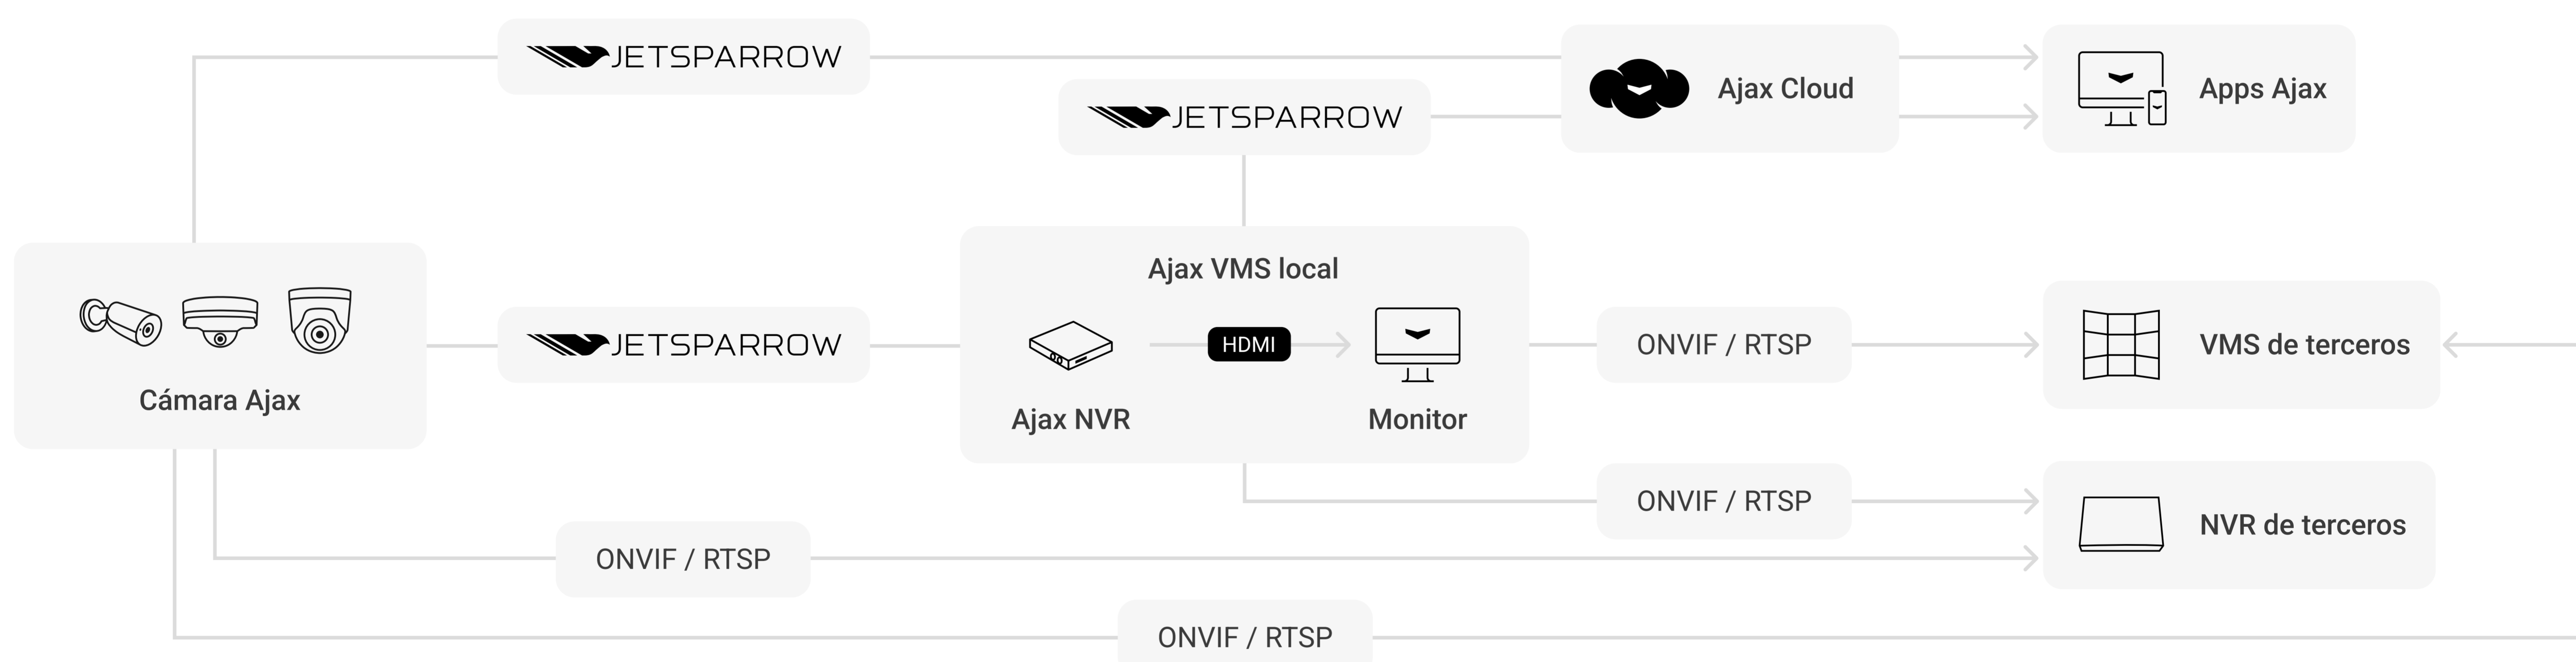 JETSPARROW
Ajax Cloud
Apps Ajax
JETSPARROW
Ajax VMS local
JETSPARROW
HDMI
ONVIF / RTSP
VMS de terceros
Cámara Ajax
Ajax NVR
Monitor
ONVIF / RTSP
NVR de terceros
ONVIF / RTSP
ONVIF / RTSP